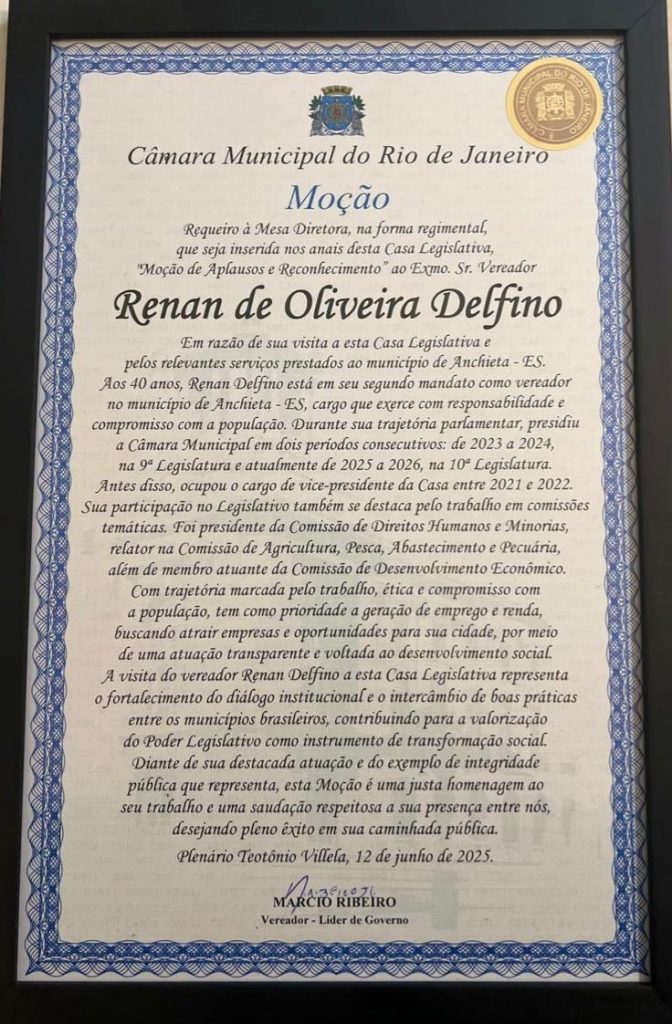 CÂMARA MUNICIPAL DO RIO DE JANEIRO
Câmara Municipal do Rio de Janeiro
Moção
Requeiro à Mesa Diretora, na forma regimental,
que seja inserida nos anais desta Casa Legislativa,
"Moção de Aplausos e Reconhecimento" ao Exmo. Sr. Vereador
Renan de Oliveira Delfino
Em razão de sua visita a esta Casa Legislativa e
pelos relevantes serviços prestados ao município de Anchieta - ES.
Aos 40 anos, Renan Delfino está em seu segundo mandato como vereador
no município de Anchieta - ES, cargo que exerce com responsabilidade e
compromisso com a população. Durante sua trajetória parlamentar, presidiu
a Câmara Municipal em dois períodos consecutivos: de 2023 a 2024,
na 9ª Legislatura e atualmente de 2025 a 2026, na 10ª Legislatura.
Antes disso, ocupou o cargo de vice-presidente da Casa entre 2021 e 2022.
Sua participação no Legislativo também se destaca pelo trabalho em comissões
temáticas. Foi presidente da Comissão de Direitos Humanos e Minorias,
relator na Comissão de Agricultura, Pesca, Abastecimento e Pecuária,
além de membro atuante da Comissão de Desenvolvimento Econômico.
Com trajetória marcada pelo trabalho, ética e compromisso com
a população, tem como prioridade a geração de emprego e renda,
buscando atrair empresas e oportunidades para sua cidade, por meio
de uma atuação transparente e voltada ao desenvolvimento social.
A visita do vereador Renan Delfino a esta Casa Legislativa representa
o fortalecimento do diálogo institucional e o intercâmbio de boas práticas
entre os municípios brasileiros, contribuindo para a valorização
do Poder Legislativo como instrumento de transformação social.
Diante de sua destacada atuação e do exemplo de integridade
pública que representa, esta Moção é uma justa homenagem ao
seu trabalho e uma saudação respeitosa a sua presença entre nós,
desejando pleno êxito em sua caminhada pública.
Plenário Teotônio Villela, 12 de junho de 2025.
MARCIO RIBEIRO
Vereador - Líder de Governo